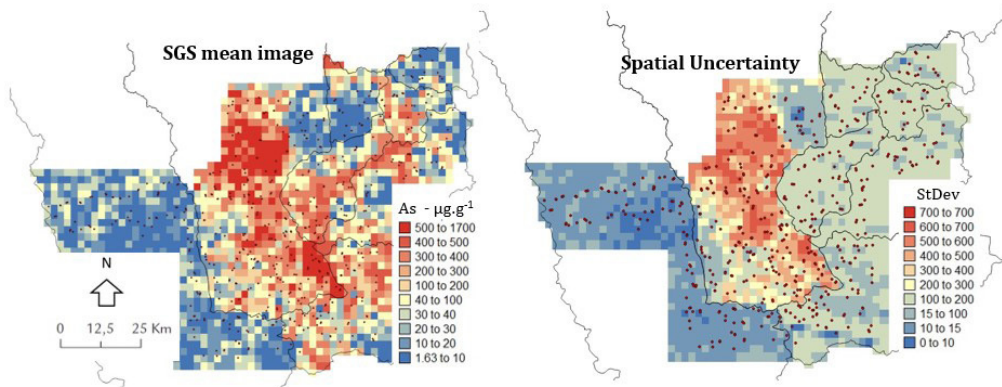 SGS mean image
As - µg.g-1
500 to 1700
400 to 500
300 to 400
200 to 300
100 to 200
40 to 100
30 to 40
20 to 30
10 to 20
1.63 to 10
N
0 12,5 25 Km
Spatial Uncertainty
StDev
700 to 700
600 to 700
500 to 600
400 to 500
300 to 400
200 to 300
100 to 200
15 to 100
10 to 15
0 to 10